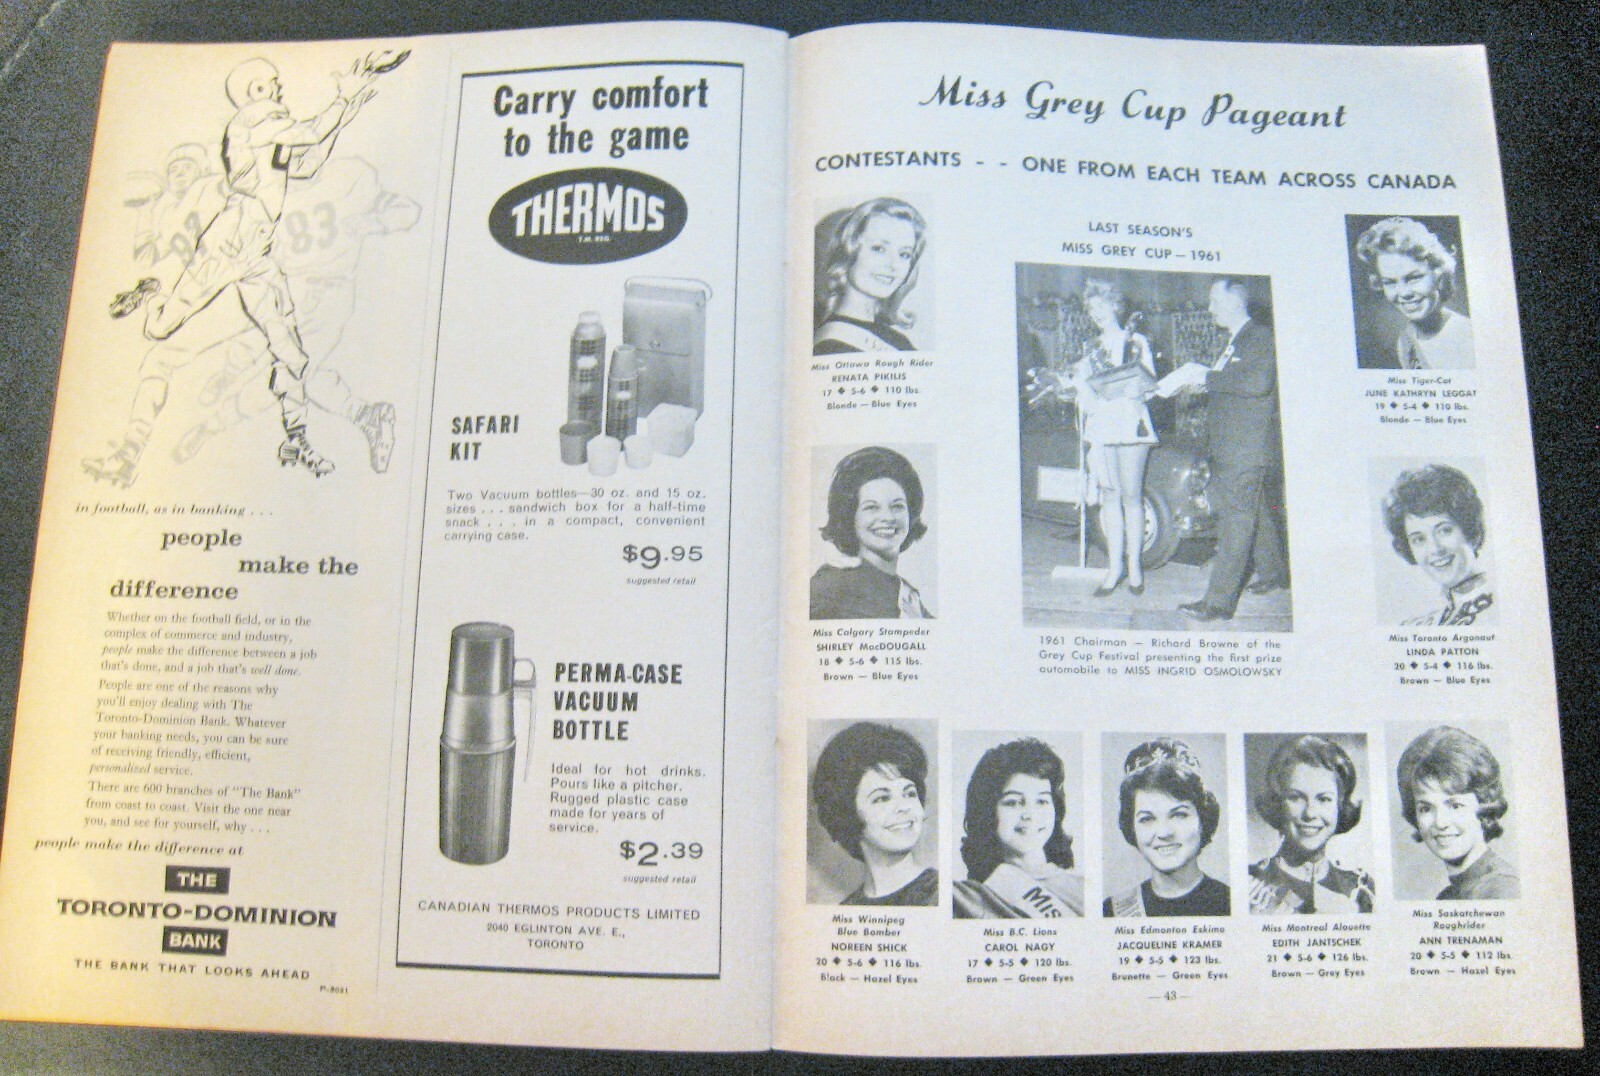 89
83
in football, as in banking . . .
people
make the
difference
Whether on the football field, or in the
complex of commerce and industry,
people make the difference between a job
that's done, and a job that's well done.
People are one of the reasons why
you'll enjoy dealing with The
Toronto-Dominion Bank. Whatever
your banking needs, you can be sure
of receiving friendly, efficient,
personalized service.
There are 600 branches of "The Bank"
from coast to coast. Visit the one near
you, and see for yourself, why . . .
people make the difference at
THE
TORONTO-DOMINION
BANK
THE BANK THAT LOOKS AHEAD
Carry comfort
to the game
THERMOS
T.M. REG.
SAFARI
KIT
Two Vacuum bottles—30 oz. and 15 oz.
sizes . . . sandwich box for a half-time
snack . . . in a compact, convenient
carrying case.
$9.95
suggested retail
PERMA-CASE
VACUUM
BOTTLE
Ideal for hot drinks.
Pours like a pitcher.
Rugged plastic case
made for years of
service.
$2.39
suggested retail
CANADIAN THERMOS PRODUCTS LIMITED
2040 EGLINTON AVE. E.,
TORONTO
Miss Grey Cup Pageant
CONTESTANTS - - ONE FROM EACH TEAM ACROSS CANADA
LAST SEASON'S
MISS GREY CUP — 1961
Miss Ottawa Rough Rider
RENATA PIKILIS
17 ♦ 5-6 ♦ 110 lbs.
Blonde — Blue Eyes
Miss Tiger-Cat
JUNE KATHRYN LEGGAT
19 ♦ 5-4 ♦ 110 lbs.
Blonde — Blue Eyes
Miss Calgary Stampeder
SHIRLEY MacDOUGALL
18 ♦ 5-6 ♦ 115 lbs.
Brown — Blue Eyes
1961 Chairman — Richard Browne of the
Grey Cup Festival presenting the first prize
automobile to MISS INGRID OSMOLOWSKY
Miss Toronto Argonaut
LINDA PATTON
20 ♦ 5-4 ♦ 116 lbs.
Brown — Blue Eyes
MIS
Miss Winnipeg
Blue Bomber
NOREEN SHICK
20 ♦ 5-6 ♦ 116 lbs.
Black — Hazel Eyes
Miss B.C. Lions
CAROL NAGY
17 ♦ 5-5 ♦ 120 lbs.
Brown — Green Eyes
Miss Edmonton Eskimo
JACQUELINE KRAMER
19 ♦ 5-5 ♦ 123 lbs.
Brunette — Green Eyes
Miss Montreal Alouette
EDITH JANTSCHEK
21 ♦ 5-6 ♦ 126 lbs.
Brown — Grey Eyes
Miss Saskatchewan
Roughrider
ANN TRENAMAN
20 ♦ 5-5 ♦ 112 lbs.
Brown — Hazel Eyes
— 43 —